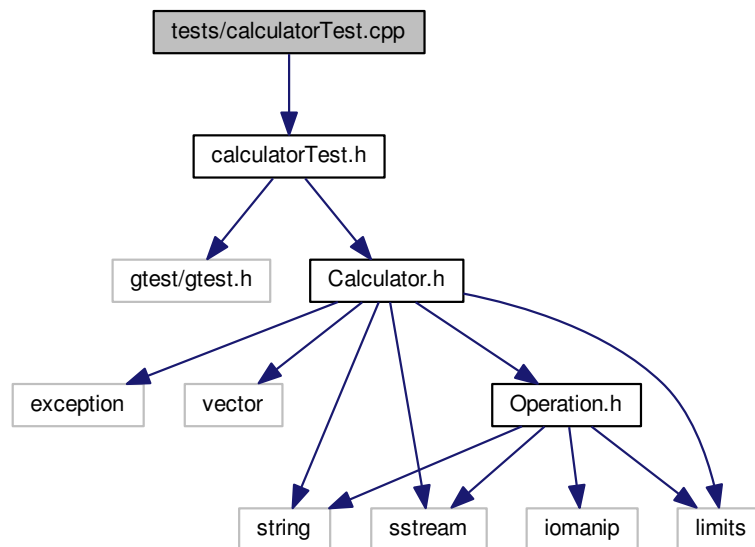 tests/calculatorTest.cpp
calculatorTest.h
gtest/gtest.h
Calculator.h
exception
vector
Operation.h
string
sstream
iomanip
limits